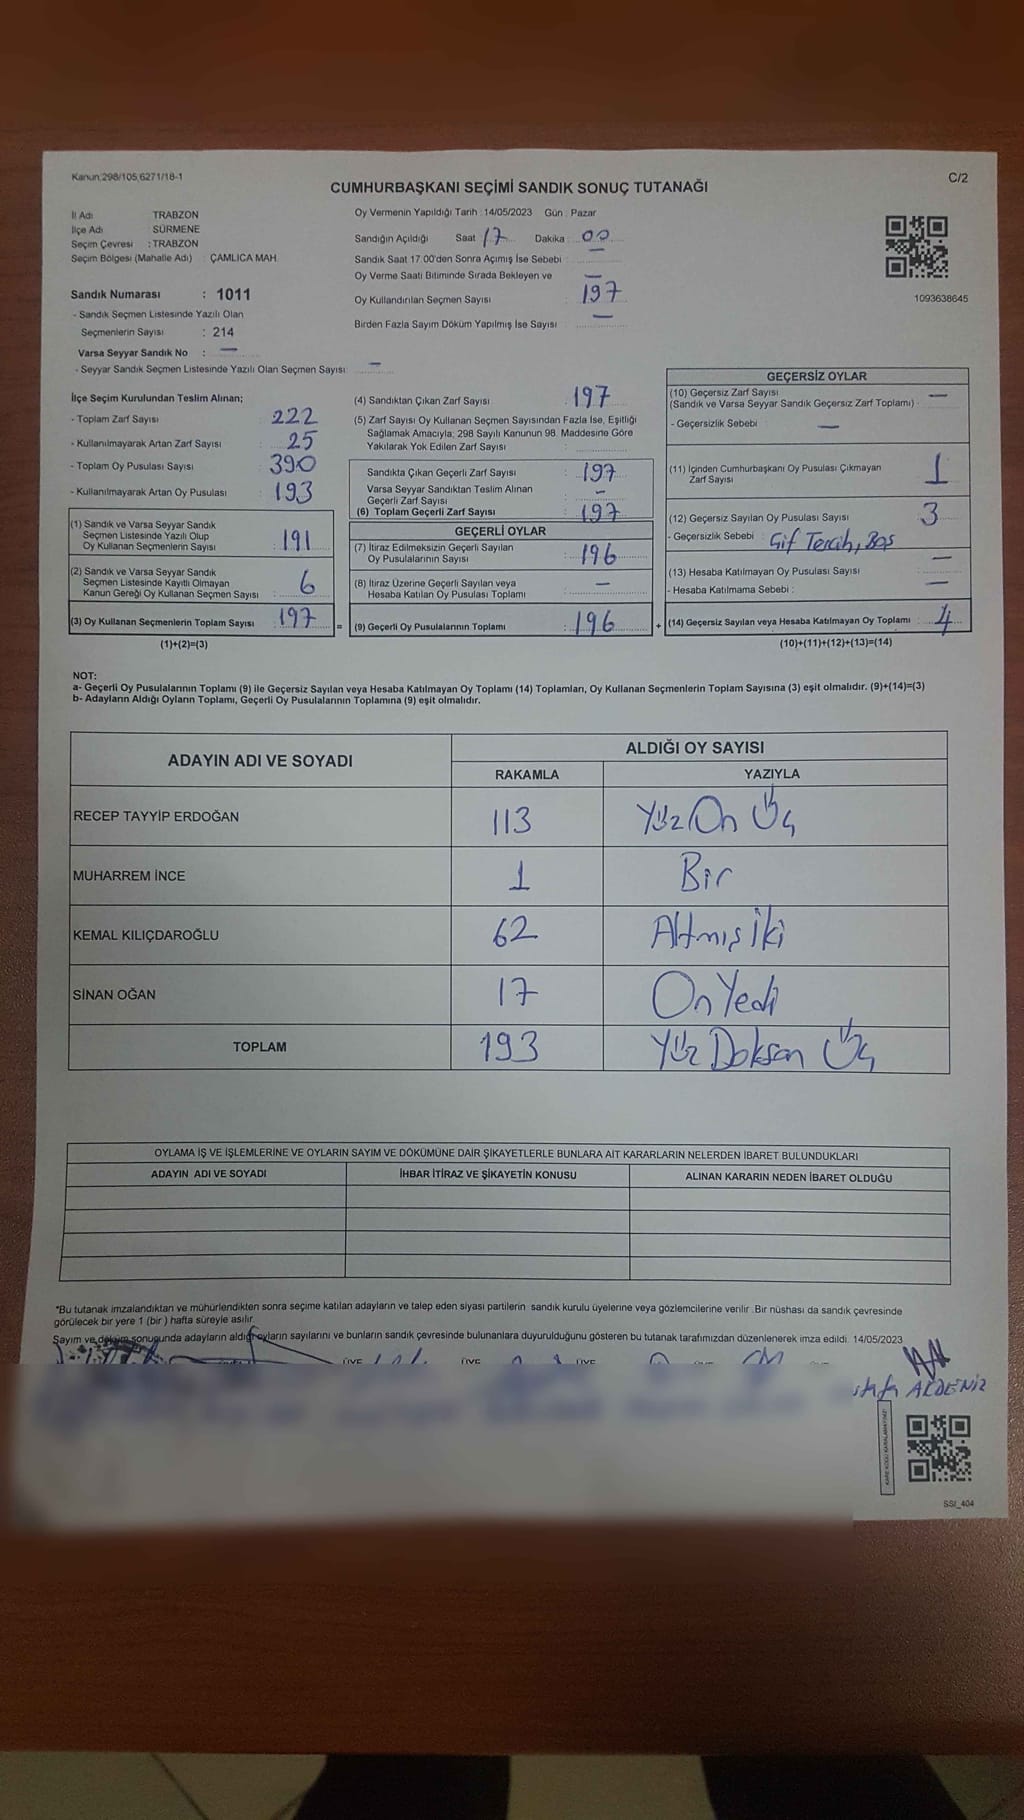 Kanun:298/105,6271/18-1
C/2
CUMHURBAŞKANI SEÇİMİ SANDIK SONUÇ TUTANAĞI
İl Adı TRABZON
İlçe Adı SÜRMENE
Seçim Çevresi : TRABZON
Seçim Bölgesi (Mahalle Adı) : ÇAMLICA MAH.
Sandık Numarası : 1011
- Sandık Seçmen Listesinde Yazılı Olan
Seçmenlerin Sayısı : 214
Varsa Seyyar Sandık No : —
- Seyyar Sandık Seçmen Listesinde Yazılı Olan Seçmen Sayısı: —
Oy Vermenin Yapıldığı Tarih : 14/05/2023 Gün : Pazar
Sandığın Açıldığı Saat 17 Dakika : 00
Sandık Saat 17.00'den Sonra Açımış İse Sebebi : —
Oy Verme Saati Bitiminde Sırada Bekleyen ve —
Oy Kullandırılan Seçmen Sayısı : 197
Birden Fazla Sayım Döküm Yapılmış İse Sayısı : —
1093638645
İlçe Seçim Kurulundan Teslim Alınan;
- Toplam Zarf Sayısı : 222
- Kullanılmayarak Artan Zarf Sayısı : 25
- Toplam Oy Pusulası Sayısı : 390
- Kullanılmayarak Artan Oy Pusulası : 193
(1) Sandık ve Varsa Seyyar Sandık
Seçmen Listesinde Yazılı Olup
Oy Kullanan Seçmenlerin Sayısı : 191
(2) Sandık ve Varsa Seyyar Sandık
Seçmen Listesinde Kayıtlı Olmayan
Kanun Gereği Oy Kullanan Seçmen Sayısı : 6
(3) Oy Kullanan Seçmenlerin Toplam Sayısı : 197
(1)+(2)=(3)
(4) Sandıktan Çıkan Zarf Sayısı : 197
(5) Zarf Sayısı Oy Kullanan Seçmen Sayısından Fazla İse, Eşitliği
Sağlamak Amacıyla; 298 Sayılı Kanunun 98. Maddesine Göre
Yakılarak Yok Edilen Zarf Sayısı :
Sandıkta Çıkan Geçerli Zarf Sayısı : 197
Varsa Seyyar Sandıktan Teslim Alınan
Geçerli Zarf Sayısı : —
(6) Toplam Geçerli Zarf Sayısı : 197
GEÇERLİ OYLAR
(7) İtiraz Edilmeksizin Geçerli Sayılan
Oy Pusulalarının Sayısı : 196
(8) İtiraz Üzerine Geçerli Sayılan veya
Hesaba Katılan Oy Pusulası Toplamı : —
= (9) Geçerli Oy Pusulalarının Toplamı : 196 +
GEÇERSİZ OYLAR
(10) Geçersiz Zarf Sayısı : —
(Sandık ve Varsa Seyyar Sandık Geçersiz Zarf Toplamı)
- Geçersizlik Sebebi : —
(11) İçinden Cumhurbaşkanı Oy Pusulası Çıkmayan
Zarf Sayısı : 1
(12) Geçersiz Sayılan Oy Pusulası Sayısı : 3
- Geçersizlik Sebebi : Çif Tercih, Boş
(13) Hesaba Katılmayan Oy Pusulası Sayısı : —
- Hesaba Katılmama Sebebi : —
(14) Geçersiz Sayılan veya Hesaba Katılmayan Oy Toplamı : 4
(10)+(11)+(12)+(13)=(14)
NOT:
a- Geçerli Oy Pusulalarının Toplamı (9) ile Geçersiz Sayılan veya Hesaba Katılmayan Oy Toplamı (14) Toplamları, Oy Kullanan Seçmenlerin Toplam Sayısına (3) eşit olmalıdır. (9)+(14)=(3)
b- Adayların Aldığı Oyların Toplamı, Geçerli Oy Pusulalarının Toplamına (9) eşit olmalıdır.
ADAYIN ADI VE SOYADI ALDIĞI OY SAYISI
RAKAMLA YAZIYLA
RECEP TAYYİP ERDOĞAN 113 Yüz On Üç
MUHARREM İNCE 1 Bir
KEMAL KILIÇDAROĞLU 62 Altmış İki
SİNAN OĞAN 17 On Yedi
TOPLAM 193 Yüz Doksan Üç
OYLAMA İŞ VE İŞLEMLERİNE VE OYLARIN SAYIM VE DÖKÜMÜNE DAİR ŞİKAYETLERLE BUNLARA AİT KARARLARIN NELERDEN İBARET BULUNDUKLARI
ADAYIN ADI VE SOYADI İHBAR İTİRAZ VE ŞİKAYETİN KONUSU ALINAN KARARIN NEDEN İBARET OLDUĞU
*Bu tutanak imzalandıktan ve mühürlendikten sonra seçime katılan adayların ve talep eden siyasi partilerin sandık kurulu üyelerine veya gözlemcilerine verilir .Bir nüshası da sandık çevresinde
görülecek bir yere 1 (bir ) hafta süreyle asılır.
Sayım ve döküm sonugunda adayların aldığı oyların sayılarını ve bunların sandık çevresinde bulunanlara duyurulduğunu gösteren bu tutanak tarafımızdan düzenlenerek imza edildi. 14/05/2023
ÜYE ÜYE ÜYE
AKDENİZ
SSI_404